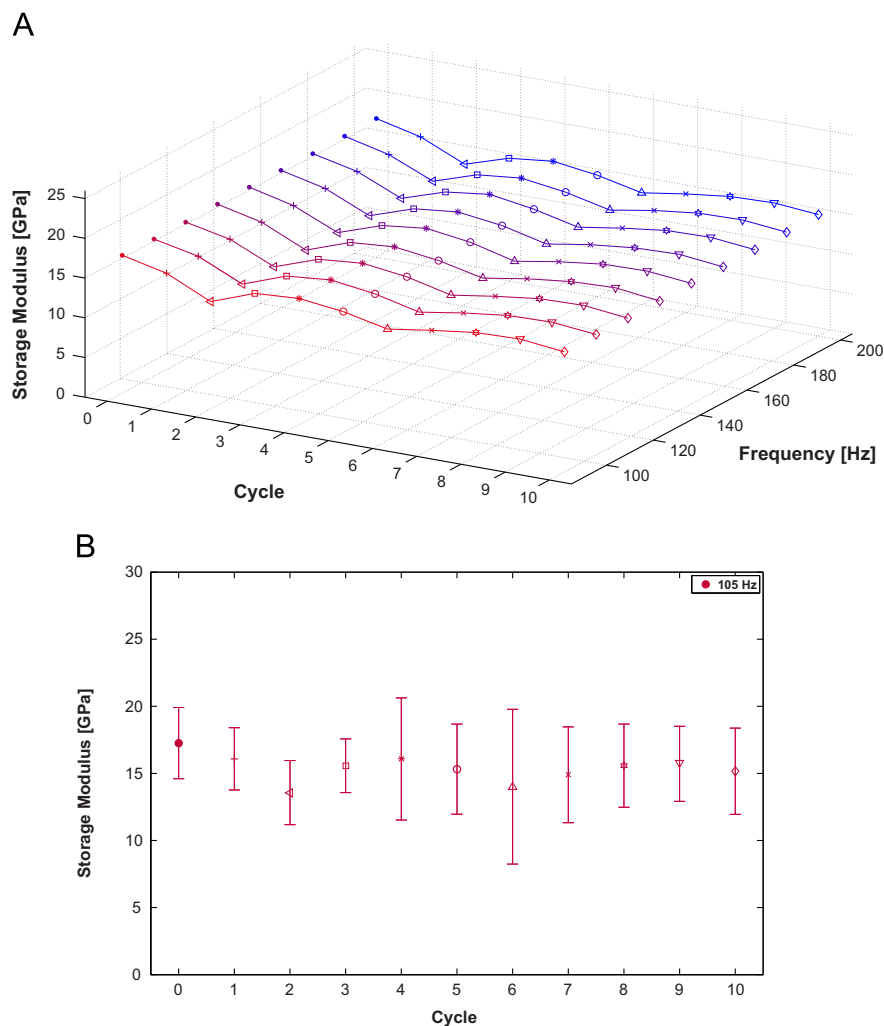 A
25
20
15
10
5
0
Storage Modulus [GPa]
0 1 2 3 4 5 6 7 8 9 10
Cycle
100 120 140 160 180 200
Frequency [Hz]
B
30
25
20
15
10
5
0
Storage Modulus [GPa]
105 Hz
0 1 2 3 4 5 6 7 8 9 10
Cycle